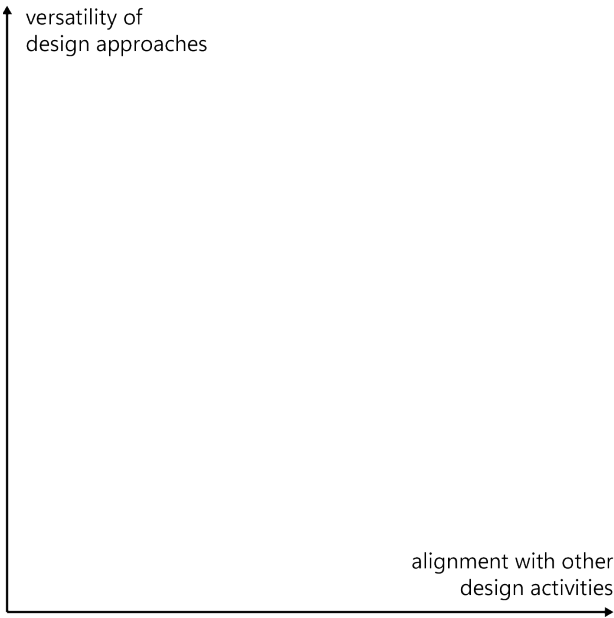 versatility of
design approaches
alignment with other
design activities